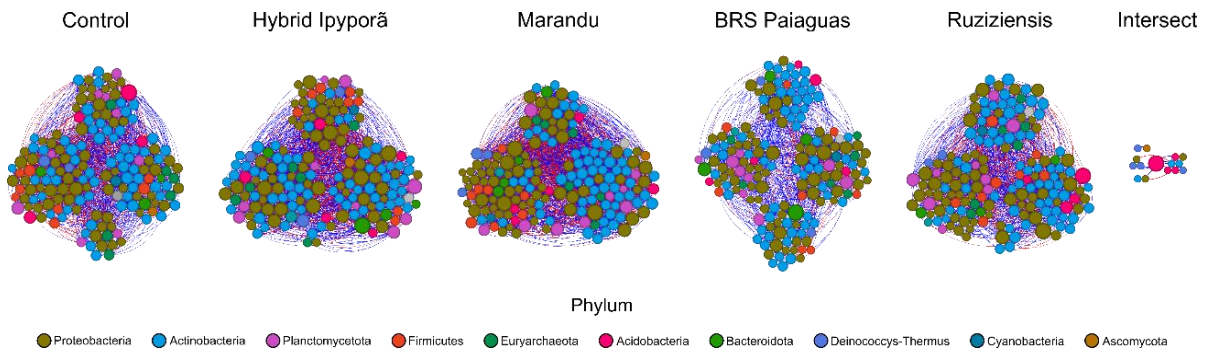 Control Hybrid Ipyporã Marandu BRS Paiaguas Ruziziensis Intersect
Phylum
Proteobacteria Actinobacteria Planctomycetota Firmicutes Euryarchaeota Acidobacteria Bacteroidota Deinococcys-Thermus Cyanobacteria Ascomycota